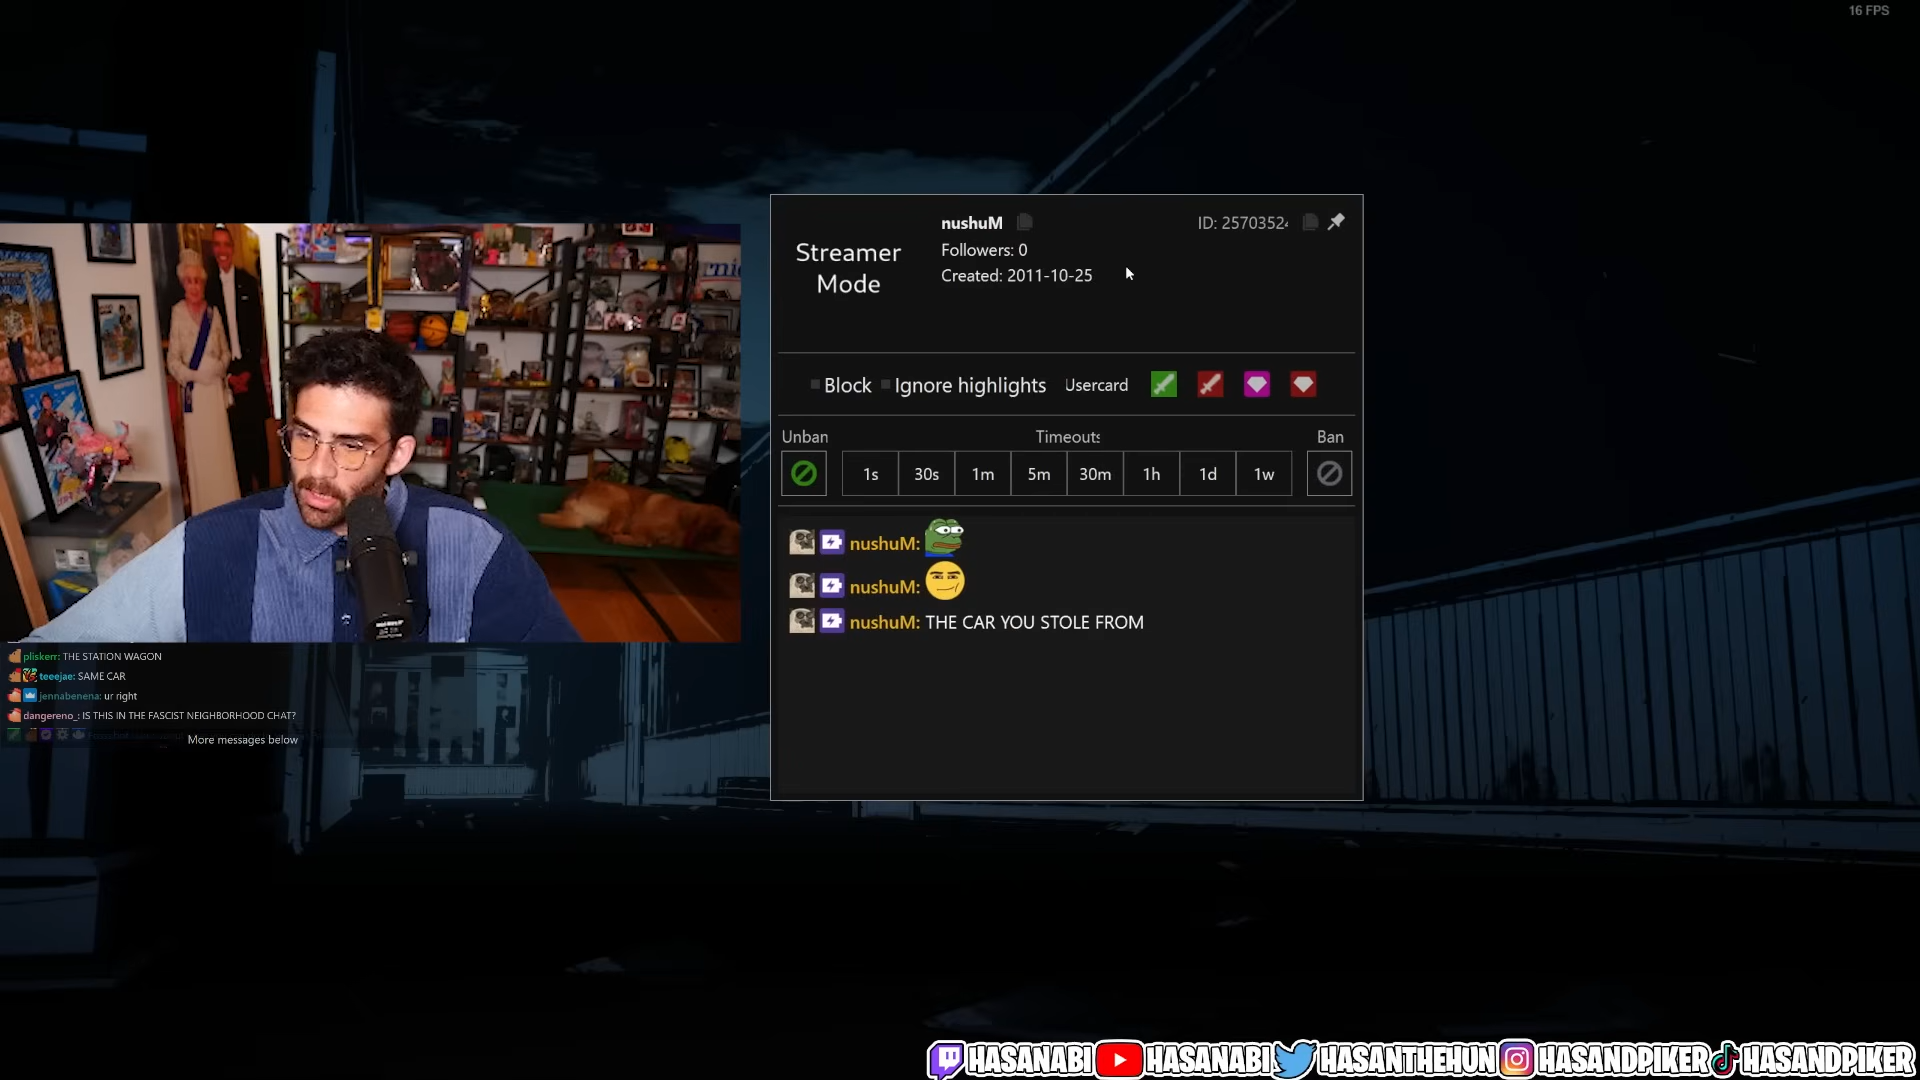 16 FPS
nushuM
ID: 2570352
Streamer
Mode
Followers: 0
Created: 2011-10-25
Block
Ignore highlights
Usercard
Unban
Timeouts
Ban
1s
30s
1m
5m
30m
1h
1d
1w
nushuM:
nushuM:
nushuM: THE CAR YOU STOLE FROM
pliskerr: THE STATION WAGON
teeejae: SAME CAR
jennabenena: ur right
dangereno_: IS THIS IN THE FASCIST NEIGHBORHOOD CHAT?
More messages below
HASANABI
HASANABI
HASANTHEHUN
HASANDPIKER
HASANDPIKER